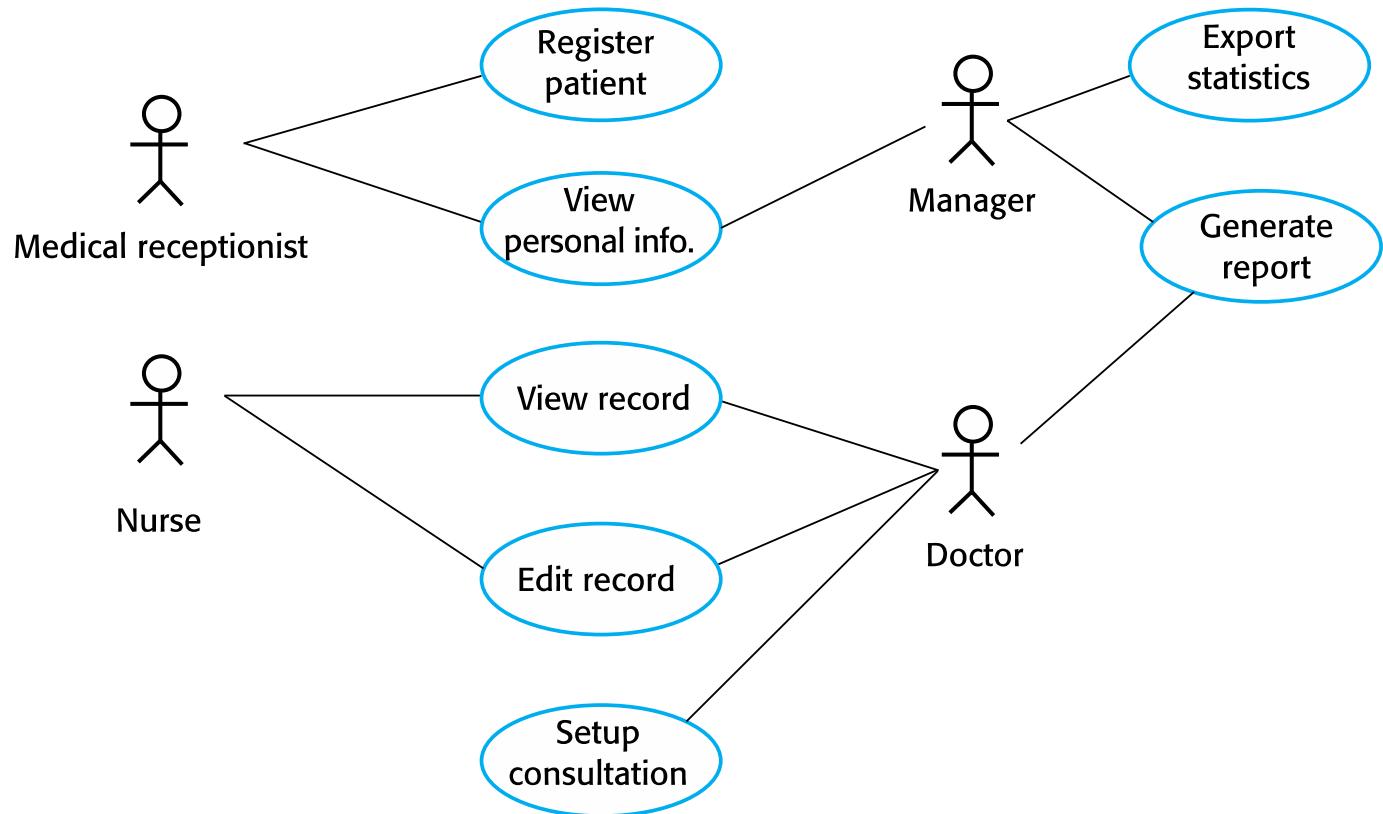 Register
patient
Export
statistics
Medical receptionist
View
personal info.
Manager
Generate
report
Nurse
View record
Edit record
Doctor
Setup
consultation